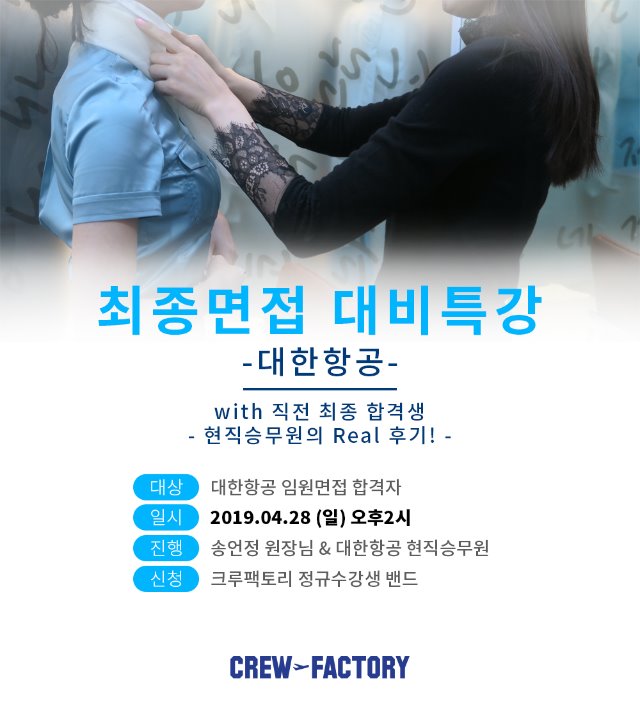 최종면접 대비특강
-대한항공-
with 직전 최종 합격생
- 현직승무원의 Real 후기! -
대상 대한항공 임원면접 합격자
일시 2019.04.28 (일) 오후2시
진행 송언정 원장님 & 대한항공 현직승무원
신청 크루팩토리 정규수강생 밴드
CREW FACTORY